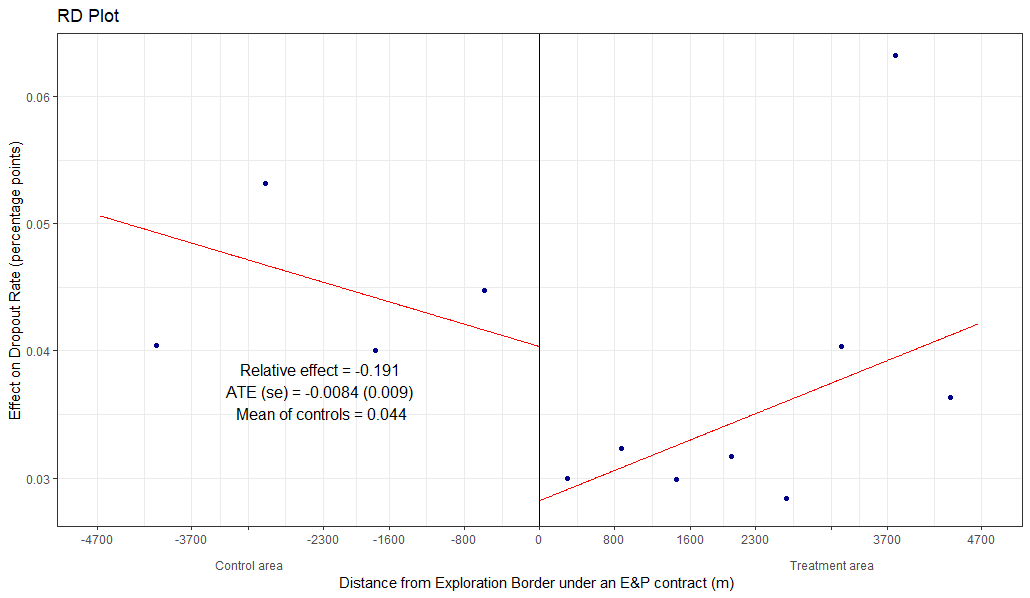 RD Plot
Effect on Dropout Rate (percentage points)
0.06
0.05
0.04
0.03
Relative effect = -0.191
ATE (se) = -0.0084 (0.009)
Mean of controls = 0.044
-4700 -3700 -2300 -1600 -800 0 800 1600 2300 3700 4700
Control area Treatment area
Distance from Exploration Border under an E&P contract (m)